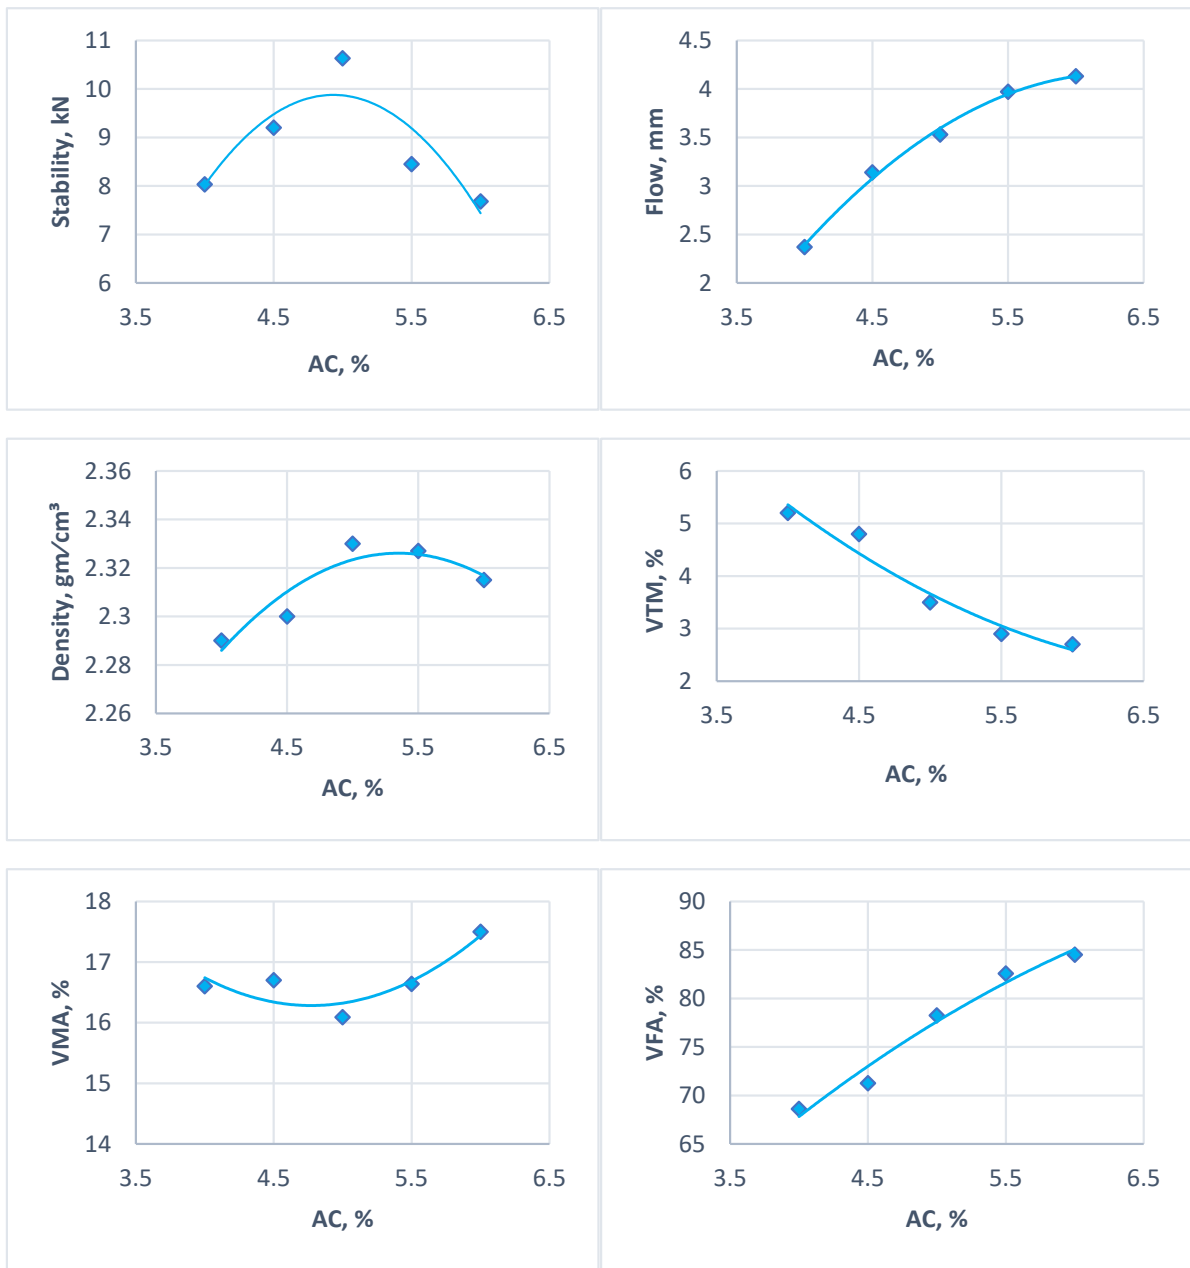 Stability, kN
11
10
9
8
7
6
3.5 4.5 5.5 6.5
AC, %
Flow, mm
4.5
4
3.5
3
2.5
2
3.5 4.5 5.5 6.5
AC, %
Density, gm/cm³
2.36
2.34
2.32
2.3
2.28
2.26
3.5 4.5 5.5 6.5
AC, %
VTM, %
6
5
4
3
2
3.5 4.5 5.5 6.5
AC, %
VMA, %
18
17
16
15
14
3.5 4.5 5.5 6.5
AC, %
VFA, %
90
85
80
75
70
65
3.5 4.5 5.5 6.5
AC, %